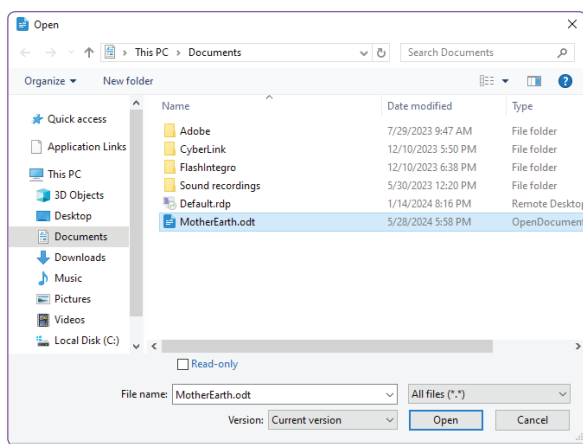 Open
This PC > Documents
Search Documents
Organize
New folder
Name
Date modified
Type
Quick access
Application Links
This PC
3D Objects
Desktop
Documents
Downloads
Music
Pictures
Videos
Local Disk (C:)
Adobe 7/29/2023 9:47 AM File folder
CyberLink 12/10/2023 5:50 PM File folder
FlashIntegro 12/10/2023 6:38 PM File folder
Sound recordings 5/30/2023 12:20 PM File folder
Default.rdp 1/14/2024 8:16 PM Remote Desktop
MotherEarth.odt 5/28/2024 5:58 PM OpenDocument
Read-only
File name: MotherEarth.odt All files (*.*)
Version: Current version Open Cancel